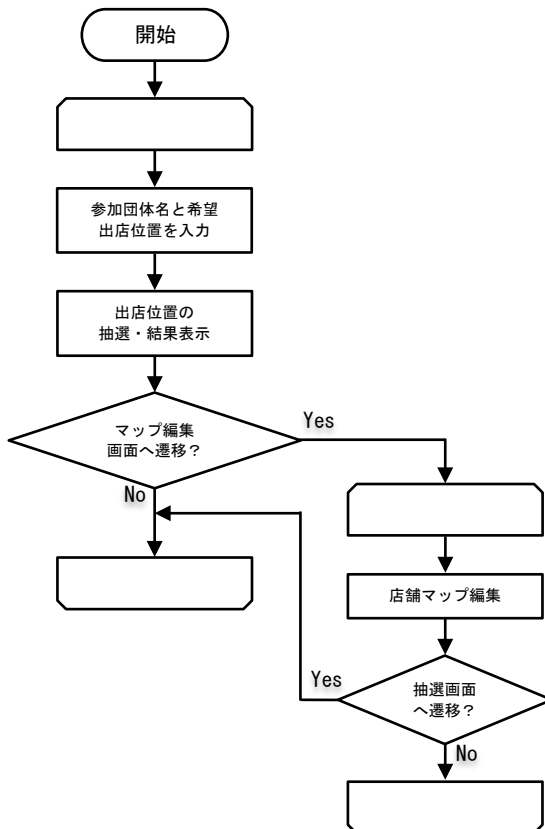 開始
参加団体名と希望
出店位置を入力
出店位置の
抽選・結果表示
マップ編集
画面へ遷移？
Yes
No
店舗マップ編集
抽選画面
へ遷移？
Yes
No